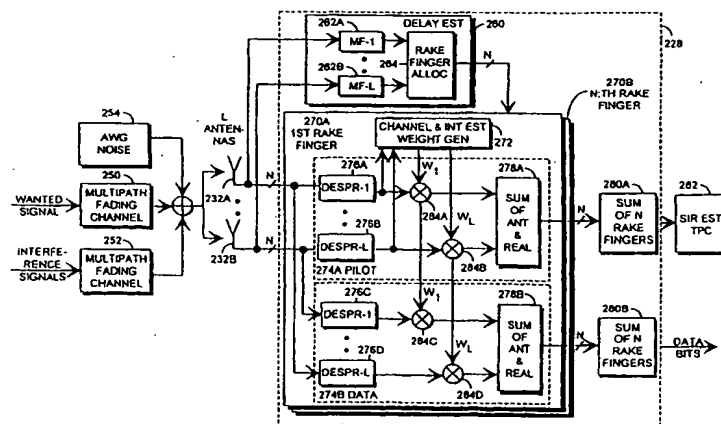 262A
DELAY EST
260
MF-1
RAKE
FINGER
ALLOC
264
262B
MF-L
N
228
270B
N:TH RAKE
FINGER
254
AWG
NOISE
L
ANTEN-
NAS
270A
1ST RAKE
FINGER
CHANNEL & INT EST
WEIGHT GEN
272
250
WANTED
SIGNAL
MULTIPATH
FADING
CHANNEL
232A
N
276A
DESPR-1
W1
284A
278A
SUM
OF
ANT
&
REAL
N
280A
SUM OF N
RAKE
FINGERS
282
SIR EST
TPC
252
INTERFE-
RENCE
SIGNALS
MULTIPATH
FADING
CHANNEL
232B
N
276B
DESPR-L
WL
284B
274A PILOT
276C
DESPR-1
W1
284C
278B
SUM
OF
ANT
&
REAL
N
280B
SUM OF N
RAKE
FINGERS
DATA
BITS
276D
DESPR-L
WL
284D
274B DATA